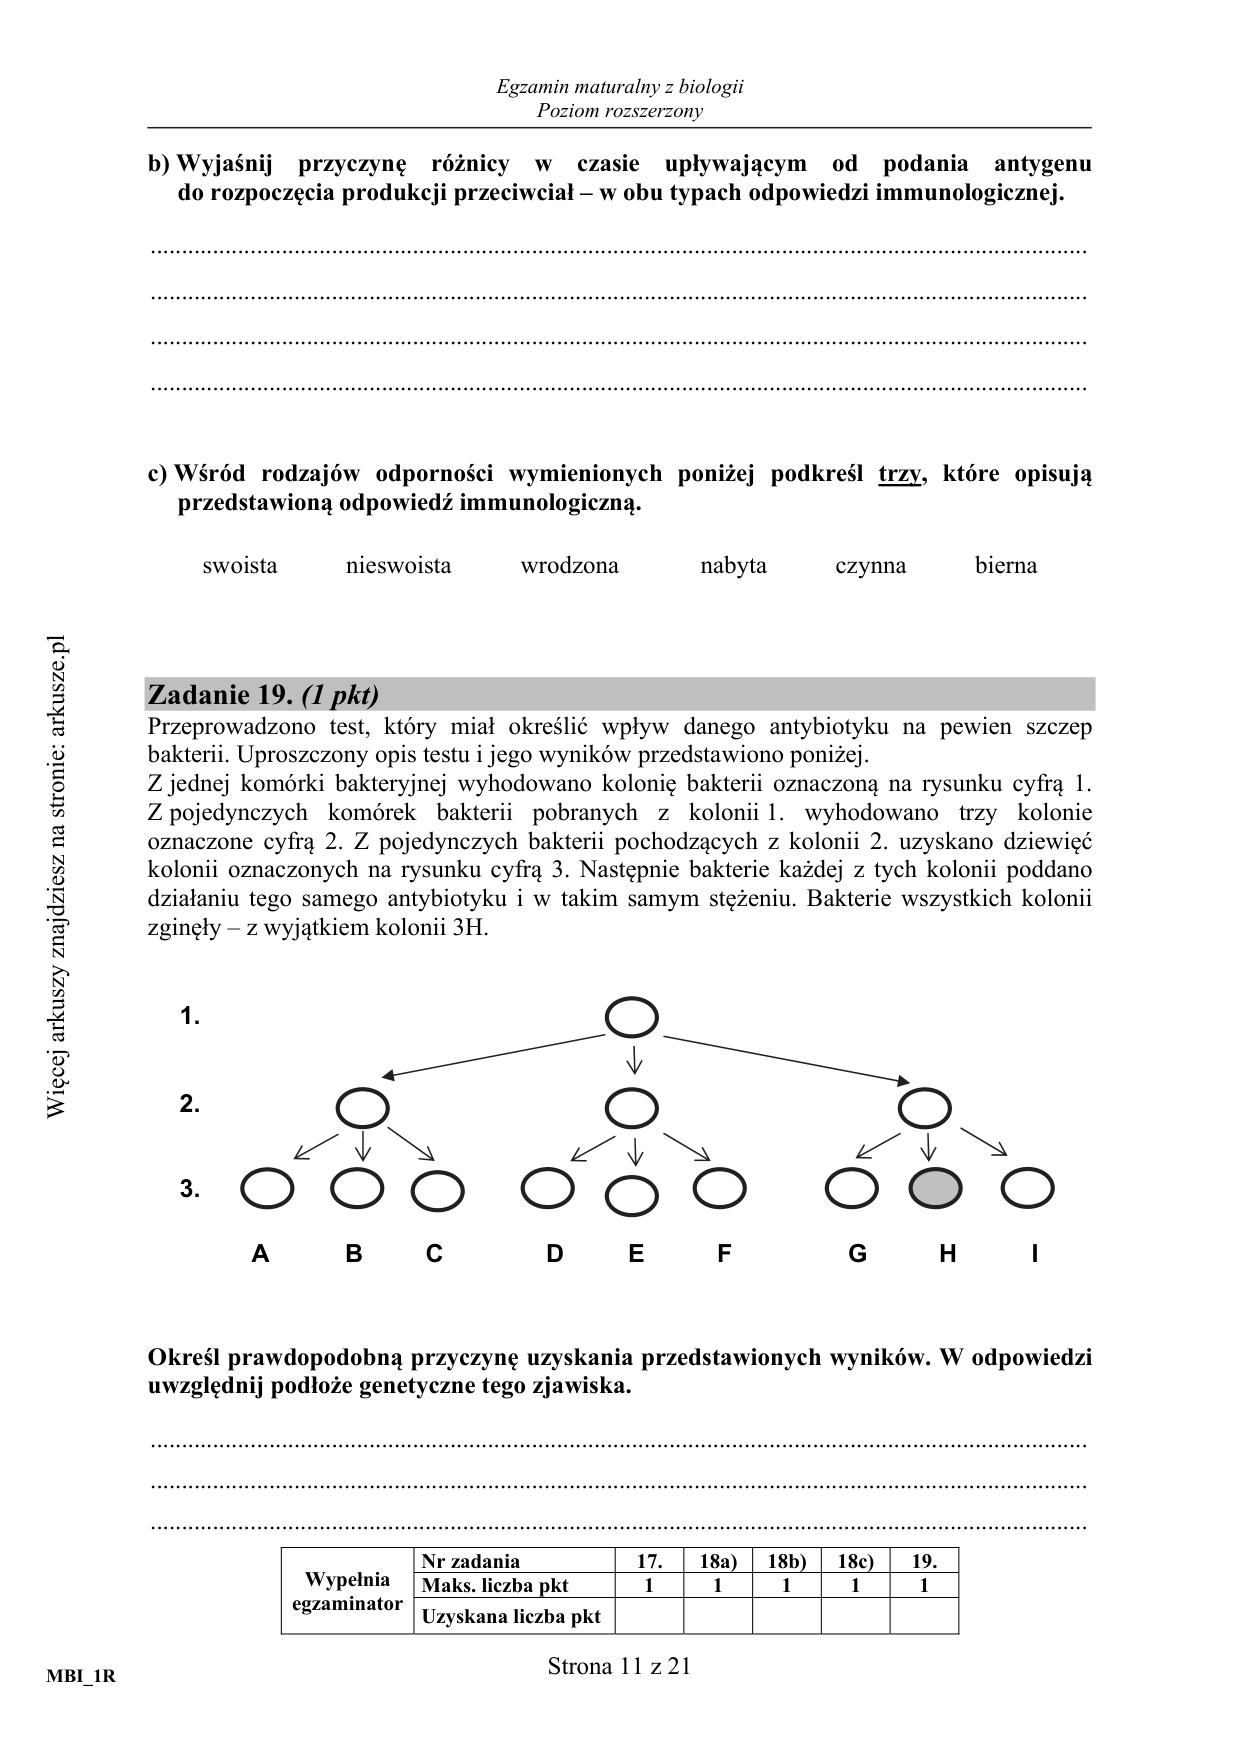 Egzamin maturalny z biologii
Poziom rozszerzony
b) Wyjaśnij przyczynę różnicy w czasie upływającym od podania antygenu
do rozpoczęcia produkcji przeciwciał – w obu typach odpowiedzi immunologicznej.
....................................................................................................................................................
....................................................................................................................................................
....................................................................................................................................................
....................................................................................................................................................
c) Wśród rodzajów odporności wymienionych poniżej podkreśl trzy, które opisują
przedstawioną odpowiedź immunologiczną.
swoista nieswoista wrodzona nabyta czynna bierna
Więcej arkuszy znajdziesz na stronie: arkusze.pl
Zadanie 19. (1 pkt)
Przeprowadzono test, który miał określić wpływ danego antybiotyku na pewien szczep
bakterii. Uproszczony opis testu i jego wyników przedstawiono poniżej.
Z jednej komórki bakteryjnej wyhodowano kolonię bakterii oznaczoną na rysunku cyfrą 1.
Z pojedynczych komórek bakterii pobranych z kolonii 1. wyhodowano trzy kolonie
oznaczone cyfrą 2. Z pojedynczych bakterii pochodzących z kolonii 2. uzyskano dziewięć
kolonii oznaczonych na rysunku cyfrą 3. Następnie bakterie każdej z tych kolonii poddano
działaniu tego samego antybiotyku i w takim samym stężeniu. Bakterie wszystkich kolonii
zginęły – z wyjątkiem kolonii 3H.
1.
2.
3.
A B C D E F G H I
Określ prawdopodobną przyczynę uzyskania przedstawionych wyników. W odpowiedzi
uwzględnij podłoże genetyczne tego zjawiska.
....................................................................................................................................................
....................................................................................................................................................
....................................................................................................................................................
Wypełnia egzaminator
Nr zadania 17. 18a) 18b) 18c) 19.
Maks. liczba pkt 1 1 1 1 1
Uzyskana liczba pkt
Strona 11 z 21
MBI_1R